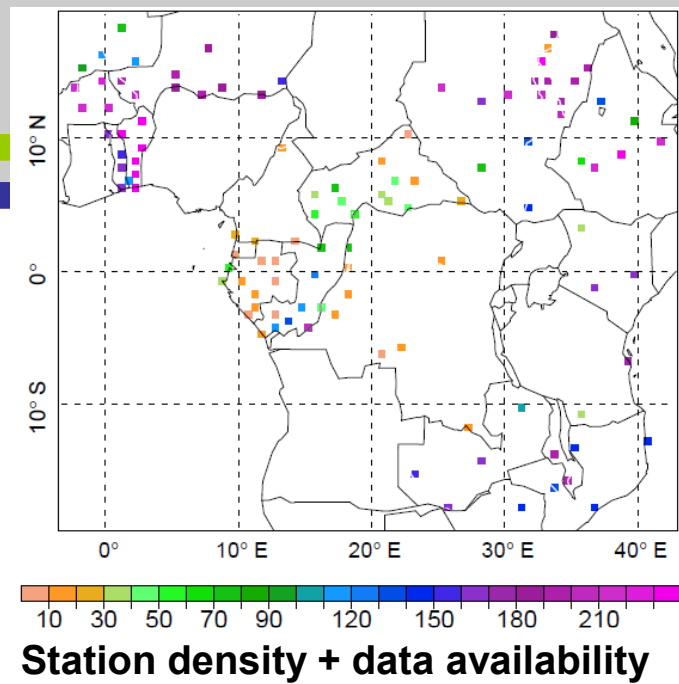 10° N
0°
10° S
0° 10° E 20° E 30° E 40° E
10 30 50 70 90 120 150 180 210
Station density + data availability